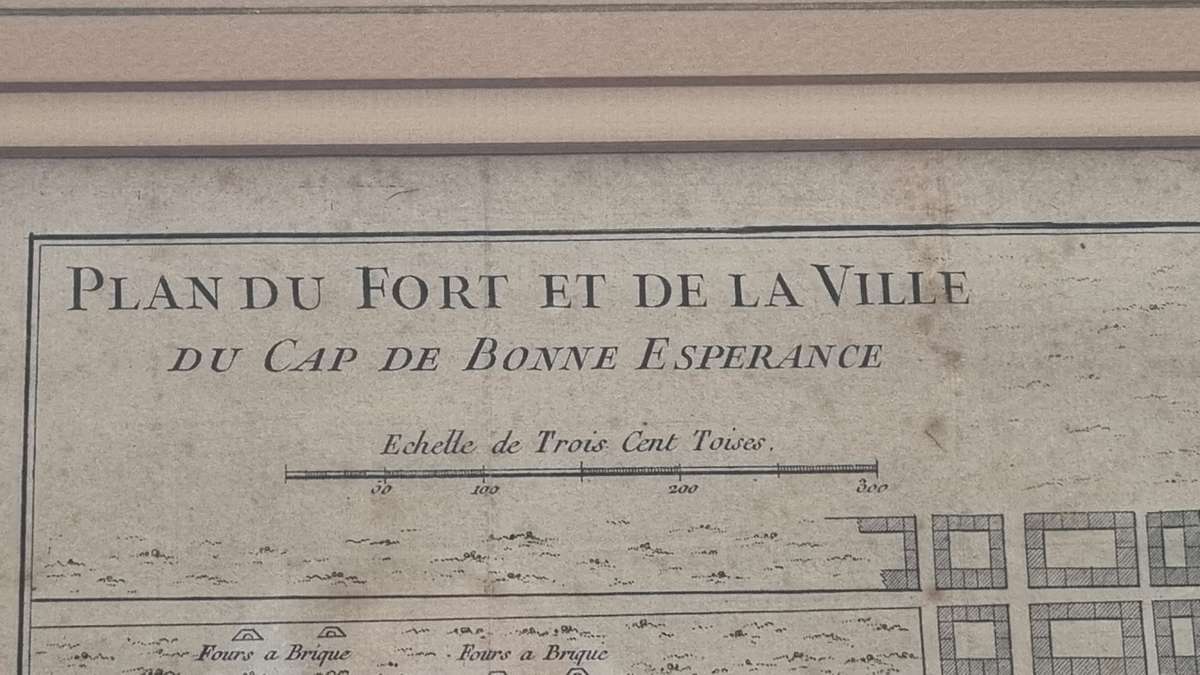 PLAN DU FORT ET DE LA VILLE
DU CAP DE BONNE ESPERANCE
Echelle de Trois Cent Toises.
50 100 200 300
Fours a Brique Fours a Brique